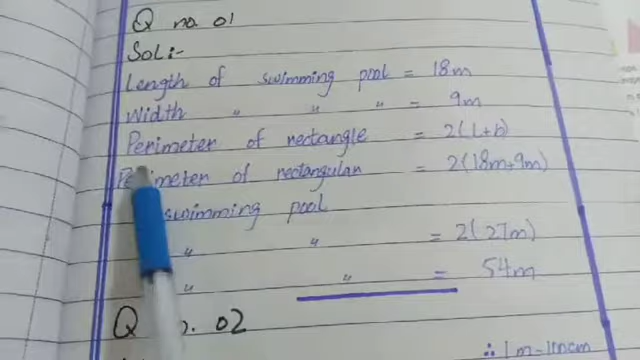 Q no 01
Sol:-
Length of swimming pool = 18m
Width " " " = 9m
Perimeter of rectangle = 2(L+b)
Perimeter of rectangular = 2(18m+9m)
swimming pool
" " = 2(27m)
" " = 54m
Q no. 02
∴ 1m-100cm